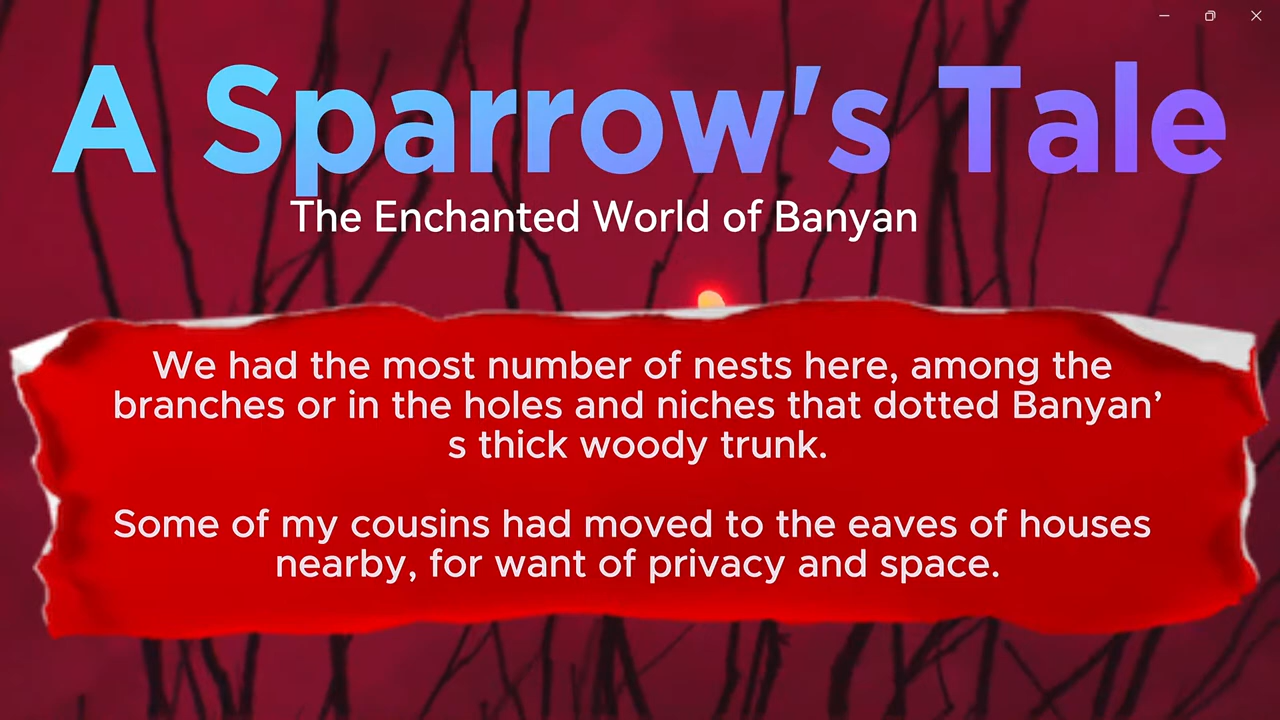 A Sparrow's Tale
The Enchanted World of Banyan
We had the most number of nests here, among the
branches or in the holes and niches that dotted Banyan’
s thick woody trunk.
Some of my cousins had moved to the eaves of houses
nearby, for want of privacy and space.